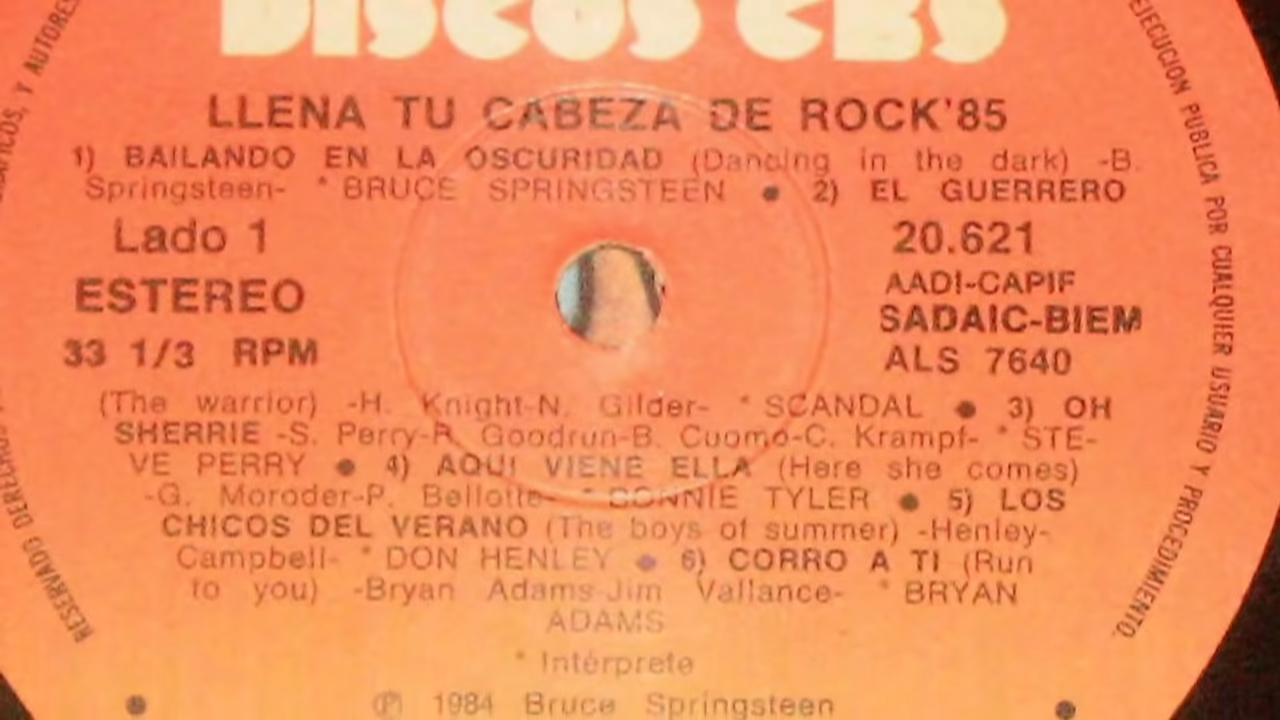 DISCOS CBS
LLENA TU CABEZA DE ROCK'85
1) BAILANDO EN LA OSCURIDAD (Dancing in the dark) -B.
Springsteen- * BRUCE SPRINGSTEEN ● 2) EL GUERRERO
Lado 1
ESTEREO
33 1/3 RPM
20.621
AADI-CAPIF
SADAIC-BIEM
ALS 7640
(The warrior) -H. Knight-N. Gilder- * SCANDAL ● 3) OH
SHERRIE -S. Perry-R. Goodrun-B. Cuomo-C. Krampf- * STE-
VE PERRY ● 4) AQUI VIENE ELLA (Here she comes)
-G. Moroder-P. Bellotte- * BONNIE TYLER ● 5) LOS
CHICOS DEL VERANO (The boys of summer) -Henley-
Campbell- * DON HENLEY ● 6) CORRO A TI (Run
to you) -Bryan Adams-Jim Vallance- * BRYAN
ADAMS
* Intérprete
Ⓟ 1984 Bruce Springsteen
RESERVADO DERECHOS
Y AUTORES
EJECUCION PUBLICA POR CUALQUIER USUARIO Y PROCEDIMIENTO.